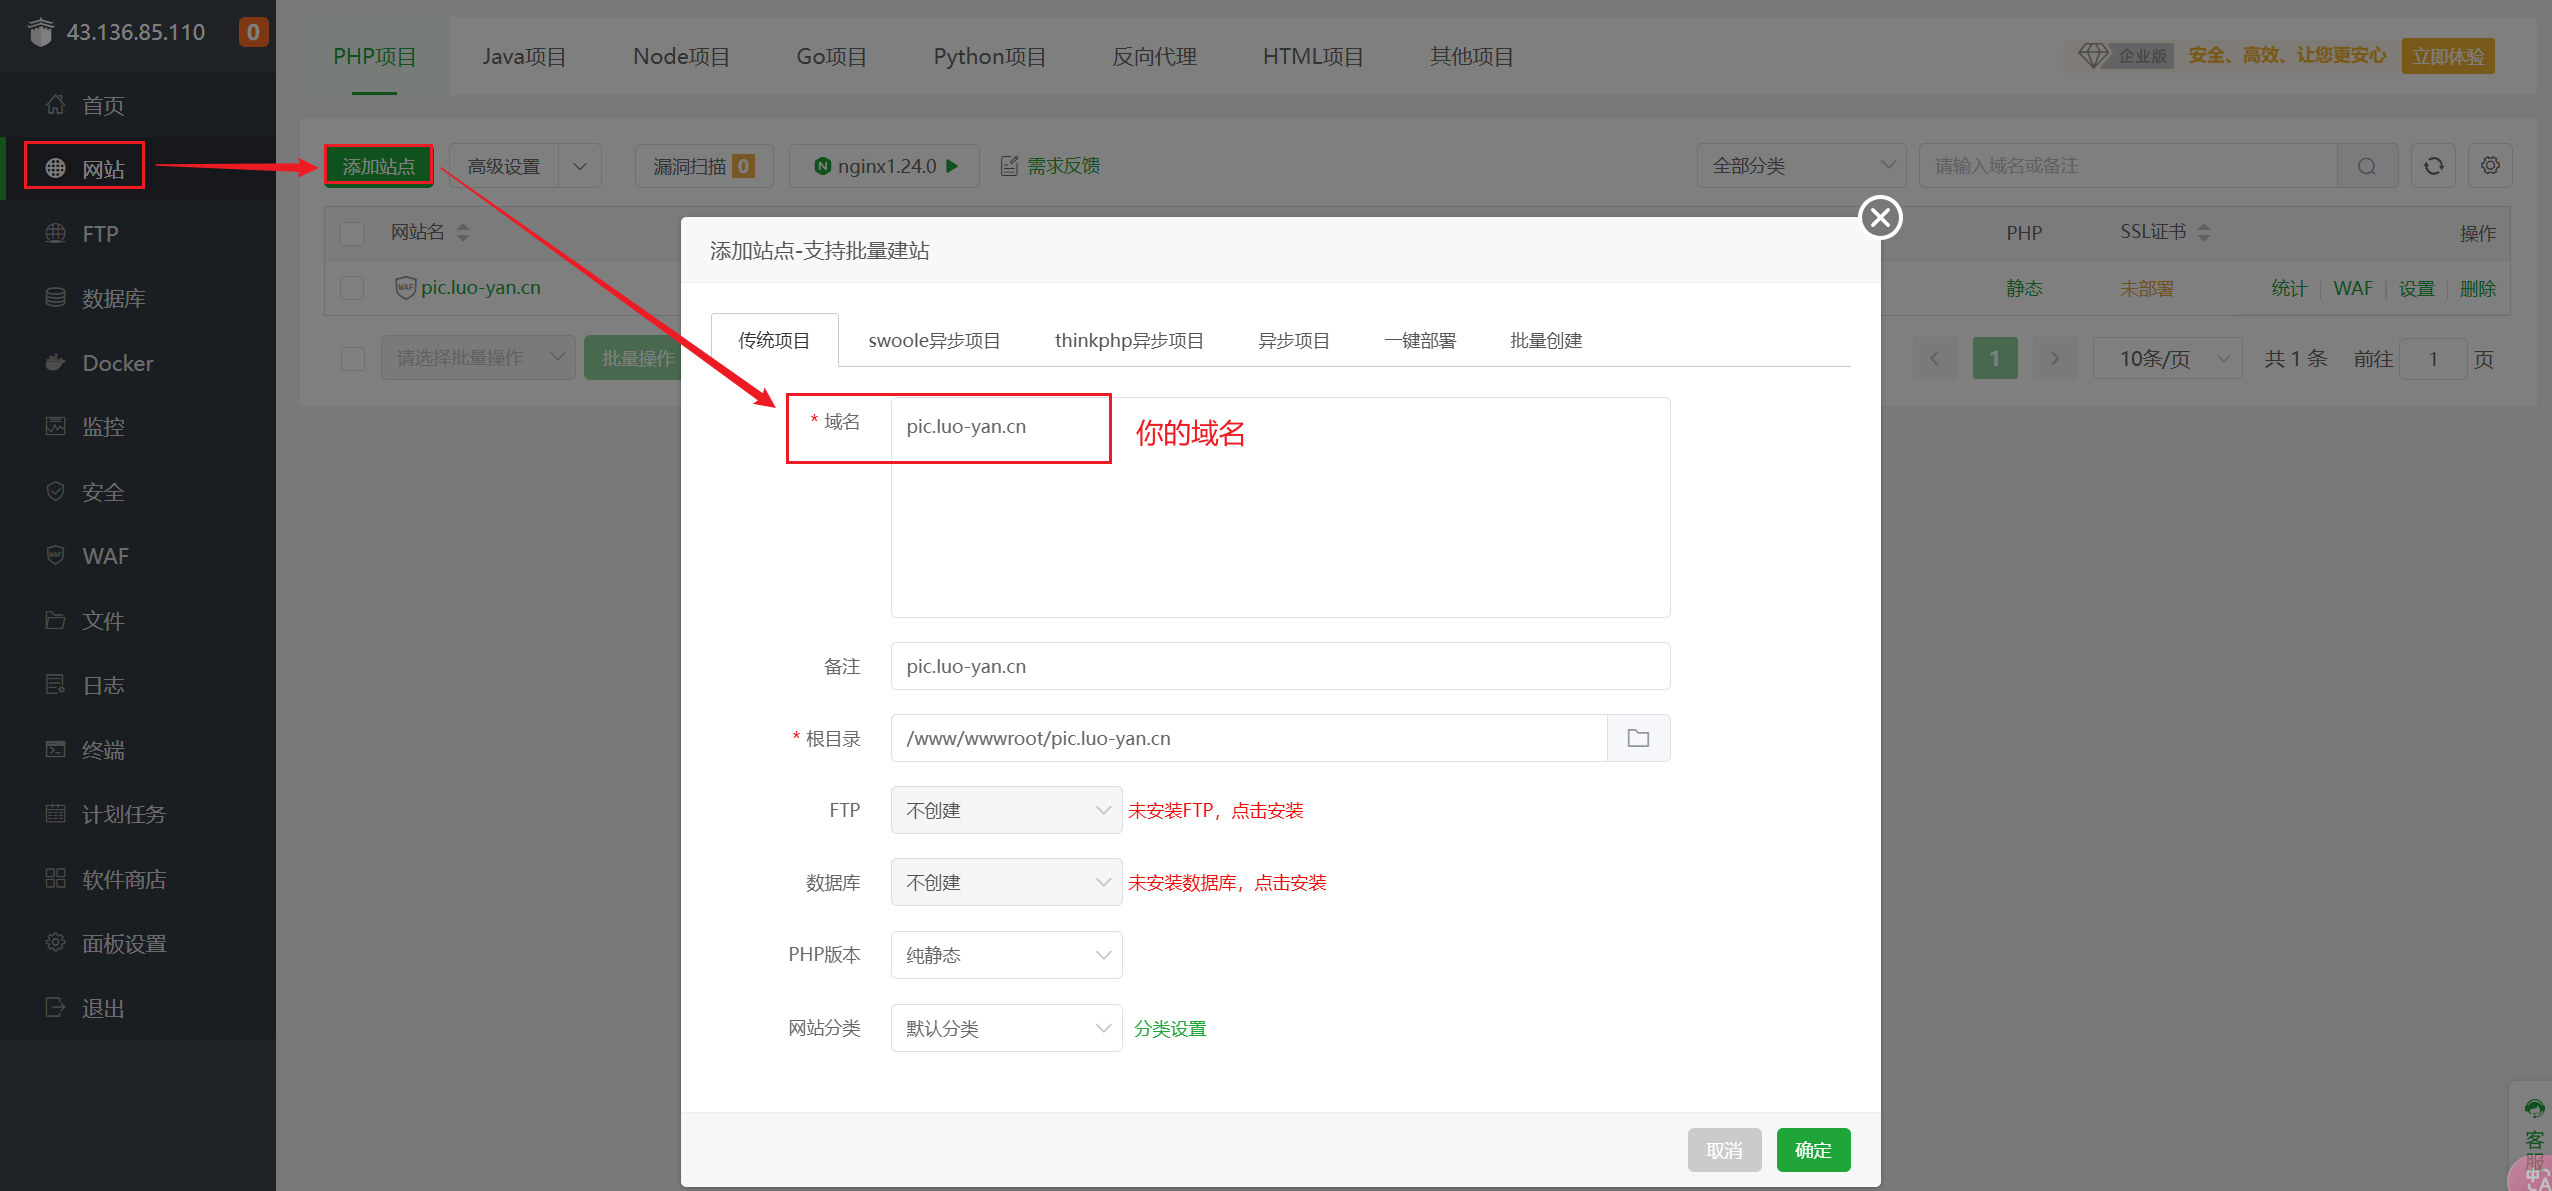 43.136.85.110
0
首页
网站
FTP
数据库
Docker
监控
安全
WAF
文件
日志
终端
计划任务
软件商店
面板设置
退出
PHP项目
Java项目
Node项目
Go项目
Python项目
反向代理
HTML项目
其他项目
企业版
安全、高效、让您更安心
立即体验
添加站点
高级设置
漏洞扫描 0
nginx1.24.0
需求反馈
全部分类
请输入域名或备注
网站名
PHP
SSL证书
操作
WAF
pic.luo-yan.cn
静态
未部署
统计
WAF
设置
删除
请选择批量操作
批量操作
1
10条/页
共 1 条
前往
1
页
添加站点-支持批量建站
传统项目
swoole异步项目
thinkphp异步项目
异步项目
一键部署
批量创建
* 域名
pic.luo-yan.cn
你的域名
备注
pic.luo-yan.cn
* 根目录
/www/wwwroot/pic.luo-yan.cn
FTP
不创建
未安装FTP，点击安装
数据库
不创建
未安装数据库，点击安装
PHP版本
纯静态
网站分类
默认分类
分类设置
取消
确定
客
服